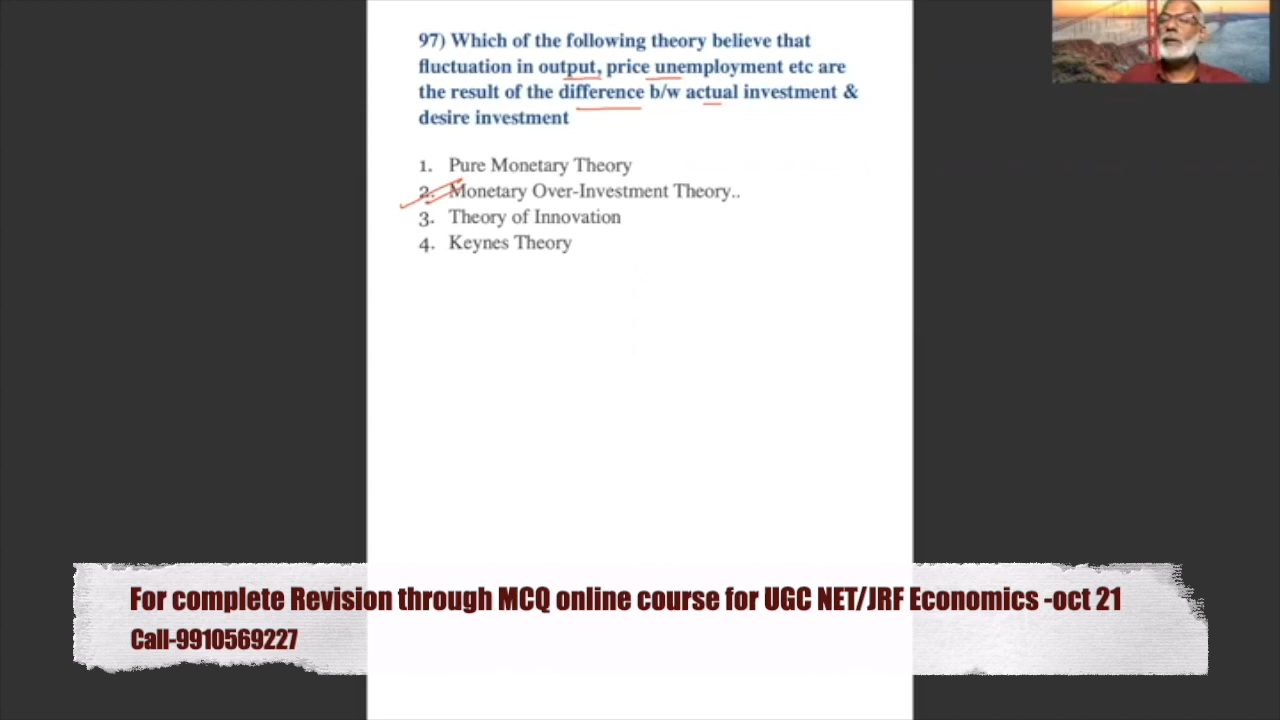 97) Which of the following theory believe that
fluctuation in output, price unemployment etc are
the result of the difference b/w actual investment &
desire investment
1. Pure Monetary Theory
2. Monetary Over-Investment Theory..
3. Theory of Innovation
4. Keynes Theory
For complete Revision through MCQ online course for UGC NET/JRF Economics -oct 21
Call-9910569227